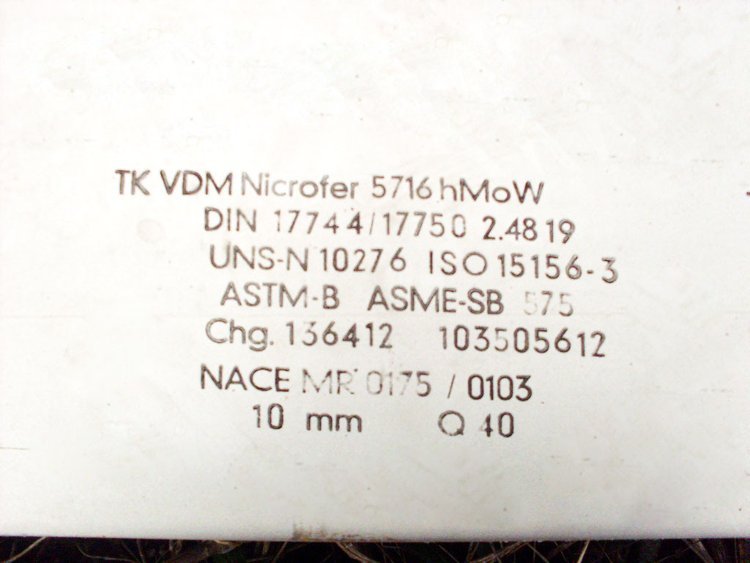 TK VDM Nicrofer 5716 hMoW
DIN 17744/17750 2.4819
UNS-N 10276 ISO 15156-3
ASTM-B ASME-SB 575
Chg. 136412 103505612
NACE MR 0175 / 0103
10 mm Q 40